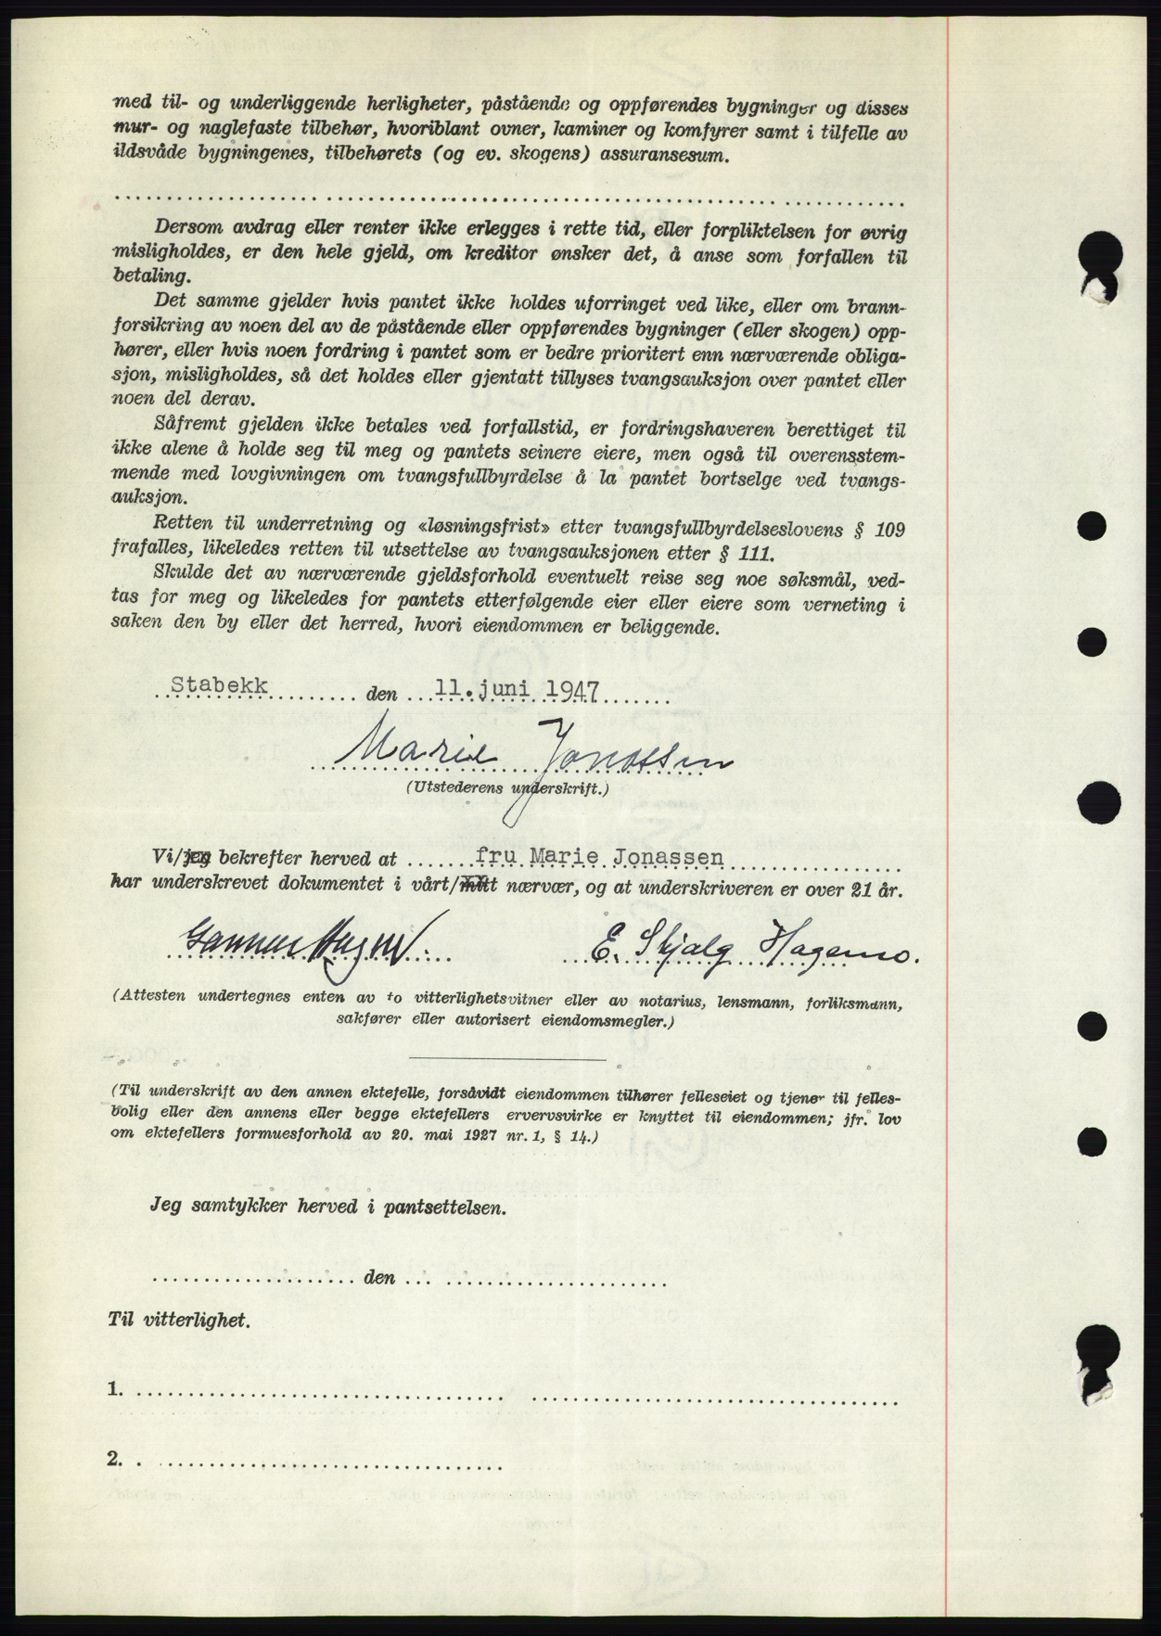 med til- og underliggende herligheter, påstående og oppførendes bygninger og disses
mur- og naglefaste tilbehør, hvoriblant ovner, kaminer og komfyrer samt i tilfelle av
ildsvåde bygningenes, tilbehørets (og ev. skogens) assuransesum.
Dersom avdrag eller renter ikke erlegges i rette tid, eller forpliktelsen for øvrig
misligholdes, er den hele gjeld, om kreditor ønsker det, å anse som forfallen til
betaling.
Det samme gjelder hvis pantet ikke holdes uforringet ved like, eller om brann-
forsikring av noen del av de påstående eller oppførendes bygninger (eller skogen) opp-
hører, eller hvis noen fordring i pantet som er bedre prioritert enn nærværende obliga-
sjon, misligholdes, så det holdes eller gjentatt tillyses tvangsauksjon over pantet eller
noen del derav.
Såfremt gjelden ikke betales ved forfallstid, er fordringshaveren berettiget til
ikke alene å holde seg til meg og pantets seinere eiere, men også til overensstem-
mende med lovgivningen om tvangsfullbyrdelse å la pantet bortselge ved tvangs-
auksjon.
Retten til underretning og «løsningsfrist» etter tvangsfullbyrdelseslovens § 109
frafalles, likeledes retten til utsettelse av tvangsauksjonen etter § 111.
Skulde det av nærværende gjeldsforhold eventuelt reise seg noe søksmål, ved-
tas for meg og likeledes for pantets etterfølgende eier eller eiere som verneting i
saken den by eller det herred, hvori eiendommen er beliggende.
Stabekk den 11. juni 1947
Marie Jonassen
(Utstederens underskrift.)
Vi/jeg bekrefter herved at fru Marie Jonassen
har underskrevet dokumentet i vårt/mitt nærvær, og at underskriveren er over 21 år.
E. Skjalg Hagemo.
(Attesten undertegnes enten av to vitterlighetsvitner eller av notarius, lensmann, forliksmann,
sakfører eller autorisert eiendomsmegler.)
(Til underskrift av den annen ektefelle, forsåvidt eiendommen tilhører felleseiet og tjener til felles-
bolig eller den annens eller begge ektefellers ervervsvirke er knyttet til eiendommen; jfr. lov
om ektefellers formuesforhold av 20. mai 1927 nr. 1, § 14.)
Jeg samtykker herved i pantsettelsen.
den
Til vitterlighet.
1.
2.